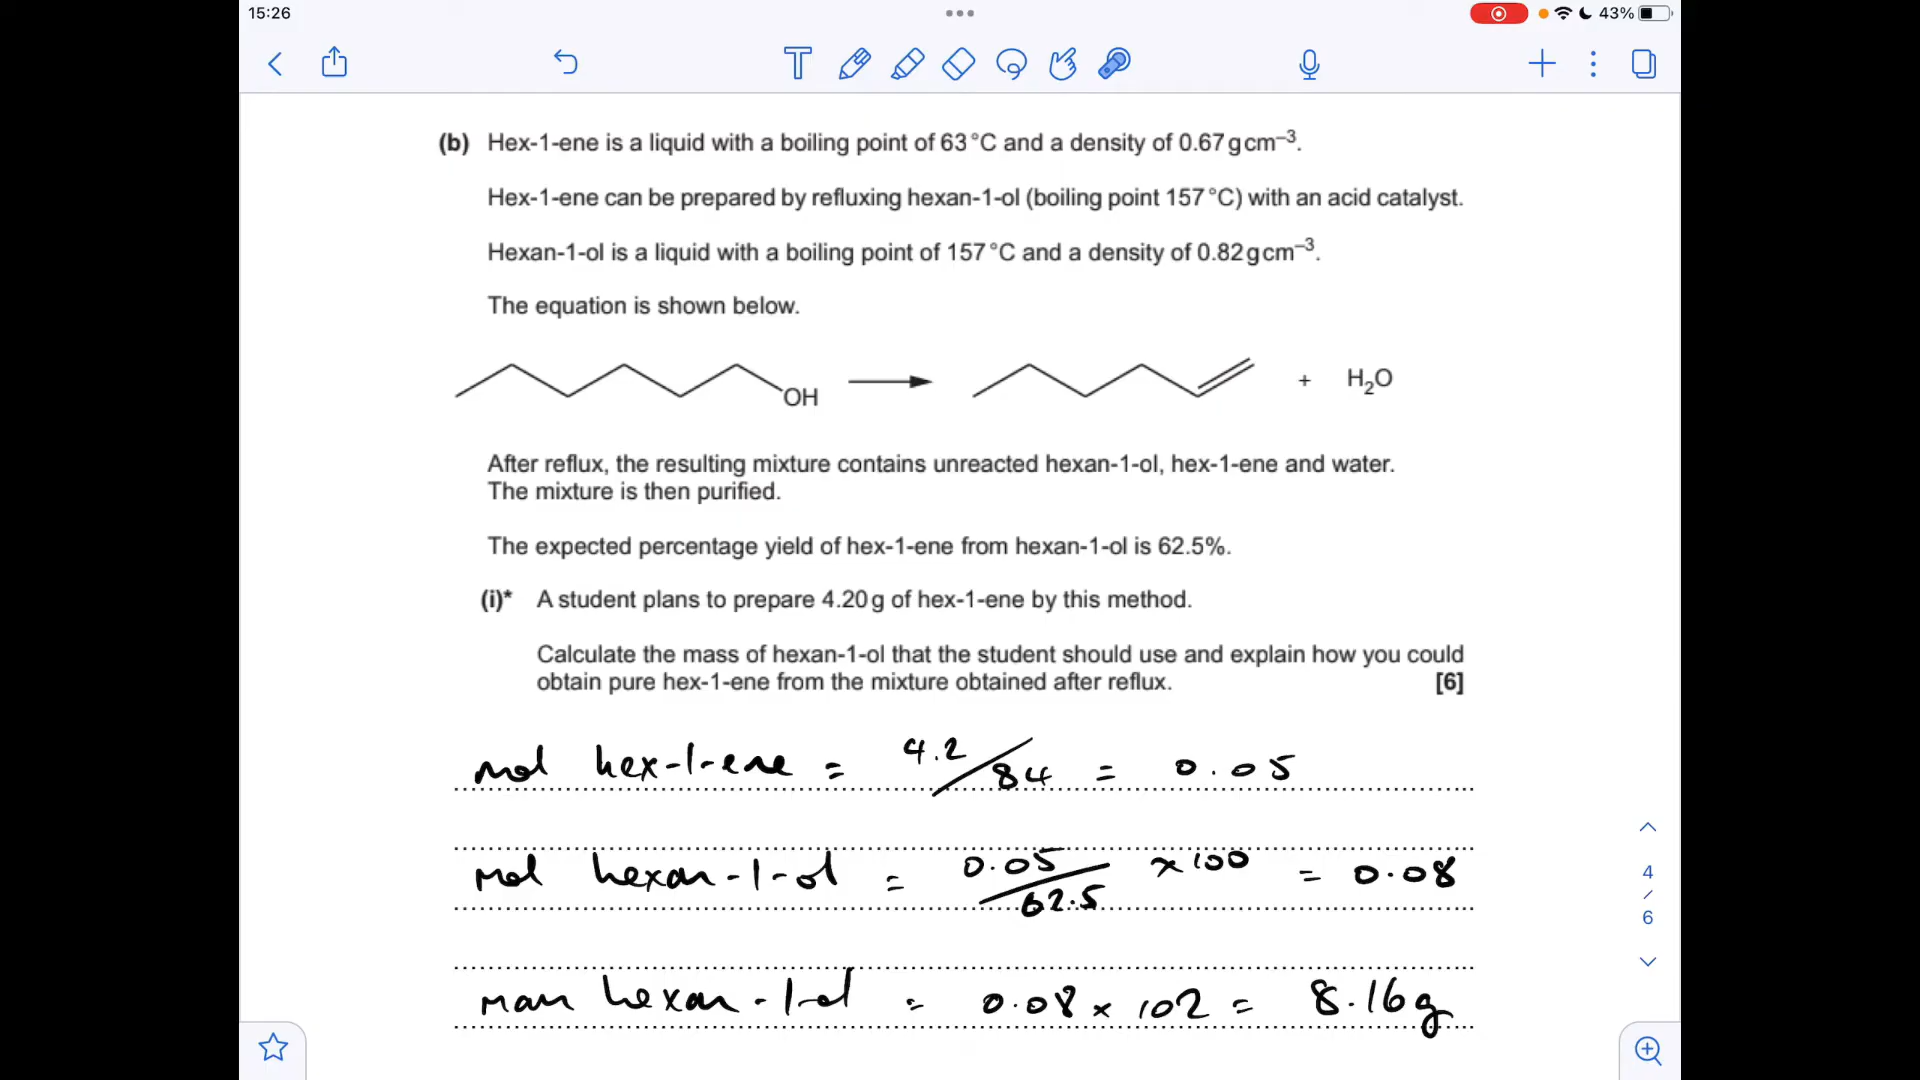 15:26
43%
(b) Hex-1-ene is a liquid with a boiling point of 63 °C and a density of 0.67 g cm⁻³.
Hex-1-ene can be prepared by refluxing hexan-1-ol (boiling point 157 °C) with an acid catalyst.
Hexan-1-ol is a liquid with a boiling point of 157 °C and a density of 0.82 g cm⁻³.
The equation is shown below.
OH + H₂O
After reflux, the resulting mixture contains unreacted hexan-1-ol, hex-1-ene and water.
The mixture is then purified.
The expected percentage yield of hex-1-ene from hexan-1-ol is 62.5%.
(i)* A student plans to prepare 4.20 g of hex-1-ene by this method.
Calculate the mass of hexan-1-ol that the student should use and explain how you could
obtain pure hex-1-ene from the mixture obtained after reflux. [6]
mol hex-1-ene = 4.2/84 = 0.05
mol hexan-1-ol = 0.05/62.5 × 100 = 0.08
mass hexan-1-ol = 0.08 × 102 = 8.16g
4
/
6